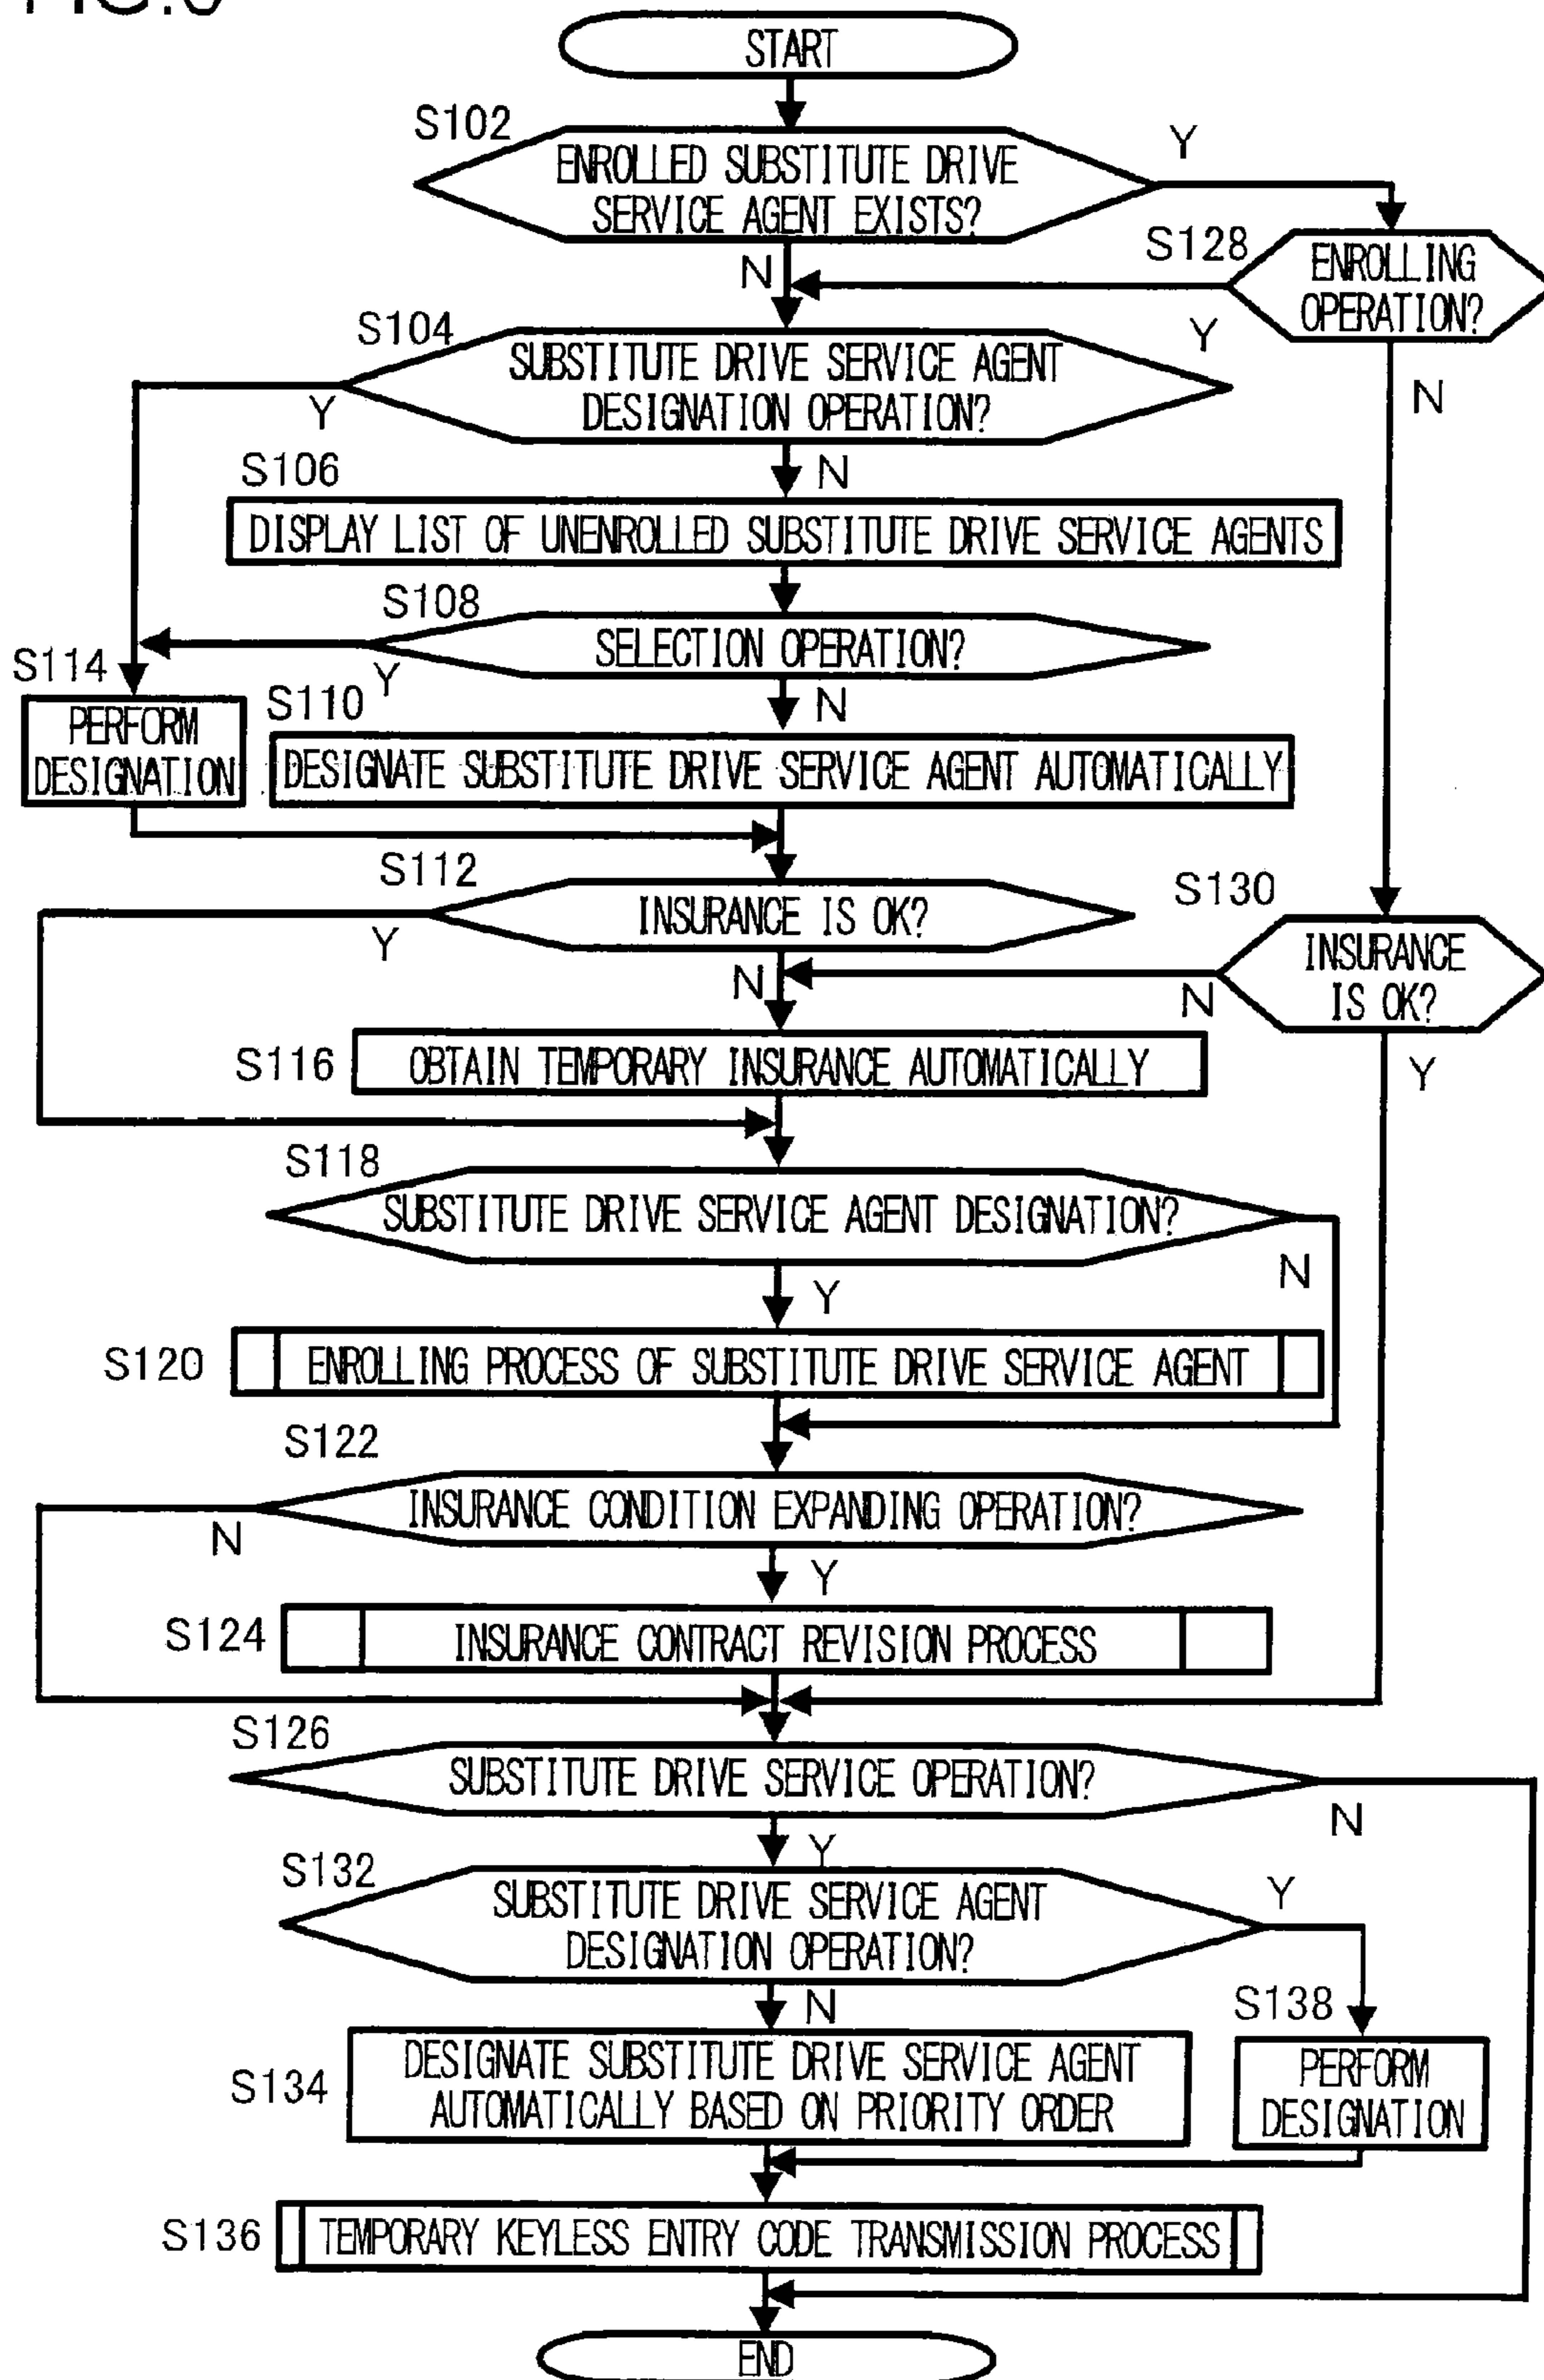 START
S102
ENROLLED SUBSTITUTE DRIVE
SERVICE AGENT EXISTS?
Y
S128
ENROLLING
OPERATION?
N
Y
N
S104
SUBSTITUTE DRIVE SERVICE AGENT
DESIGNATION OPERATION?
Y
N
S106
DISPLAY LIST OF UNENROLLED SUBSTITUTE DRIVE SERVICE AGENTS
S108
SELECTION OPERATION?
Y
N
S114
PERFORM
DESIGNATION
S110
DESIGNATE SUBSTITUTE DRIVE SERVICE AGENT AUTOMATICALLY
S112
INSURANCE IS OK?
Y
N
S130
INSURANCE
IS OK?
N
Y
S116
OBTAIN TEMPORARY INSURANCE AUTOMATICALLY
S118
SUBSTITUTE DRIVE SERVICE AGENT DESIGNATION?
N
Y
S120
ENROLLING PROCESS OF SUBSTITUTE DRIVE SERVICE AGENT
S122
INSURANCE CONDITION EXPANDING OPERATION?
N
Y
S124
INSURANCE CONTRACT REVISION PROCESS
S126
SUBSTITUTE DRIVE SERVICE OPERATION?
N
Y
S132
SUBSTITUTE DRIVE SERVICE AGENT
DESIGNATION OPERATION?
Y
N
S138
PERFORM
DESIGNATION
S134
DESIGNATE SUBSTITUTE DRIVE SERVICE AGENT
AUTOMATICALLY BASED ON PRIORITY ORDER
S136
TEMPORARY KEYLESS ENTRY CODE TRANSMISSION PROCESS
END